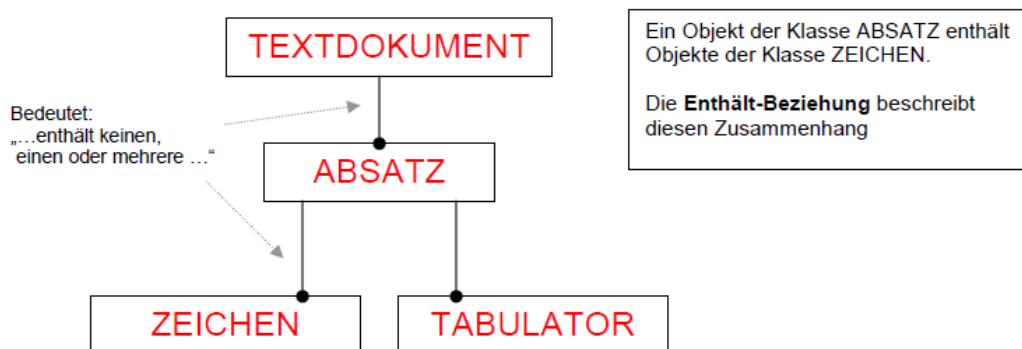 TEXTDOKUMENT
Ein Objekt der Klasse ABSATZ enthält
Objekte der Klasse ZEICHEN.
Die Enthält-Beziehung beschreibt
diesen Zusammenhang
Bedeutet:
„…enthält keinen,
einen oder mehrere …“
ABSATZ
ZEICHEN
TABULATOR